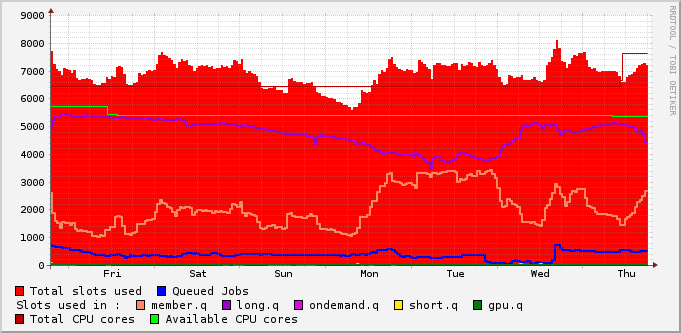 9000
8000
7000
6000
5000
4000
3000
2000
1000
0
Fri Sat Sun Mon Tue Wed Thu
RRDTOOL / TOBI OETIKER
Total slots used Queued Jobs
Slots used in : member.q long.q ondemand.q short.q gpu.q
Total CPU cores Available CPU cores